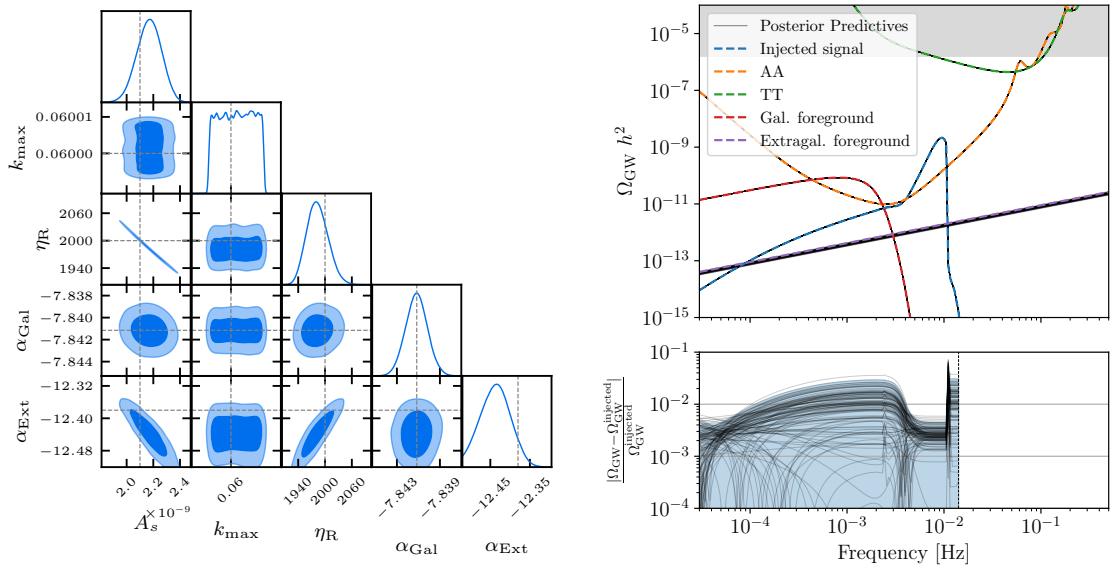 0.06001
0.06000
k_max
2060
2000
1940
η_R
−7.838
−7.840
−7.842
−7.844
α_Gal
−12.32
−12.40
−12.48
α_Ext
2.0 2.2 2.4
×10^−9
A_s
0.06
k_max
1940 2000 2060
η_R
−7.843 −7.839
α_Gal
−12.45 −12.35
α_Ext
10^−5
10^−7
10^−9
10^−11
10^−13
10^−15
Ω_GW h^2
Posterior Predictives
Injected signal
AA
TT
Gal. foreground
Extragal. foreground
10^−1
10^−2
10^−3
10^−4
|Ω_GW−Ω_GW^injected|
Ω_GW^injected
10^−4 10^−3 10^−2 10^−1
Frequency [Hz]